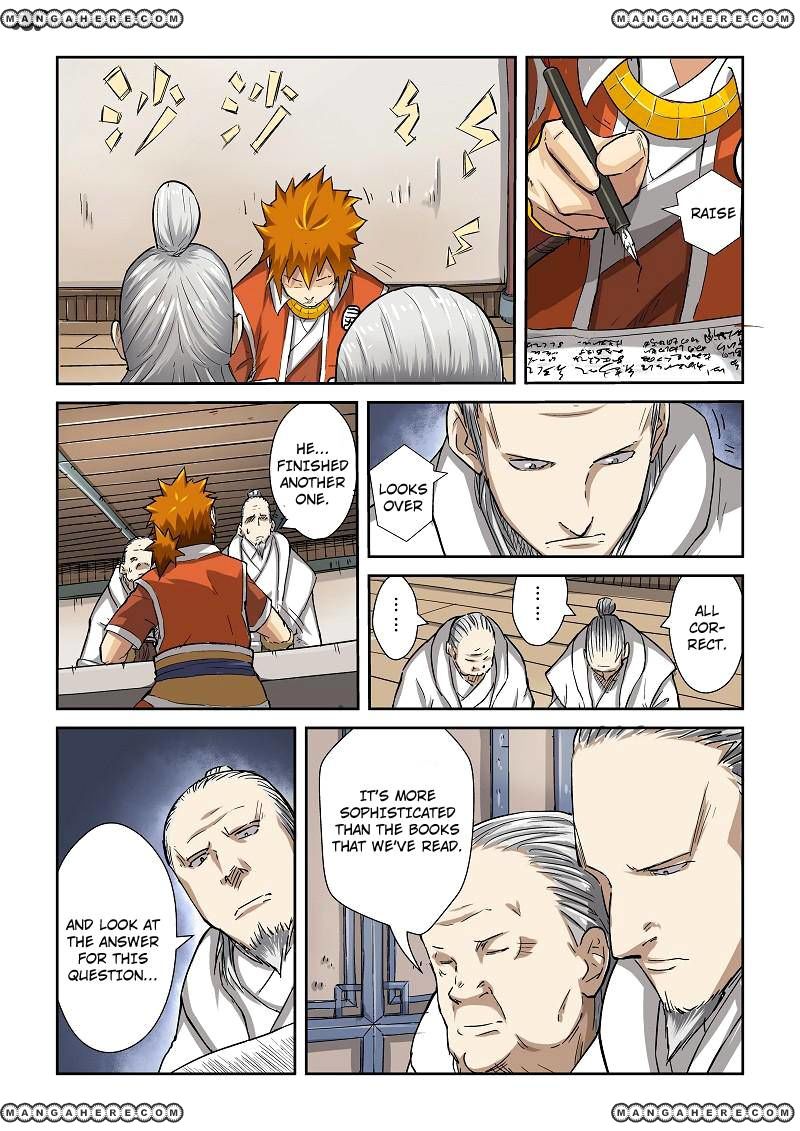 MANGAHERE.COM
MANGAHERE.COM
沙
沙
RAISE
HE...
FINISHED
ANOTHER
ONE.
LOOKS
OVER
......
......
ALL
COR-
RECT.
AND LOOK AT
THE ANSWER
FOR THIS
QUESTION...
IT'S MORE
SOPHISTICATED
THAN THE BOOKS
THAT WE'VE READ.
MANGAHERE.COM
MANGAHERE.COM